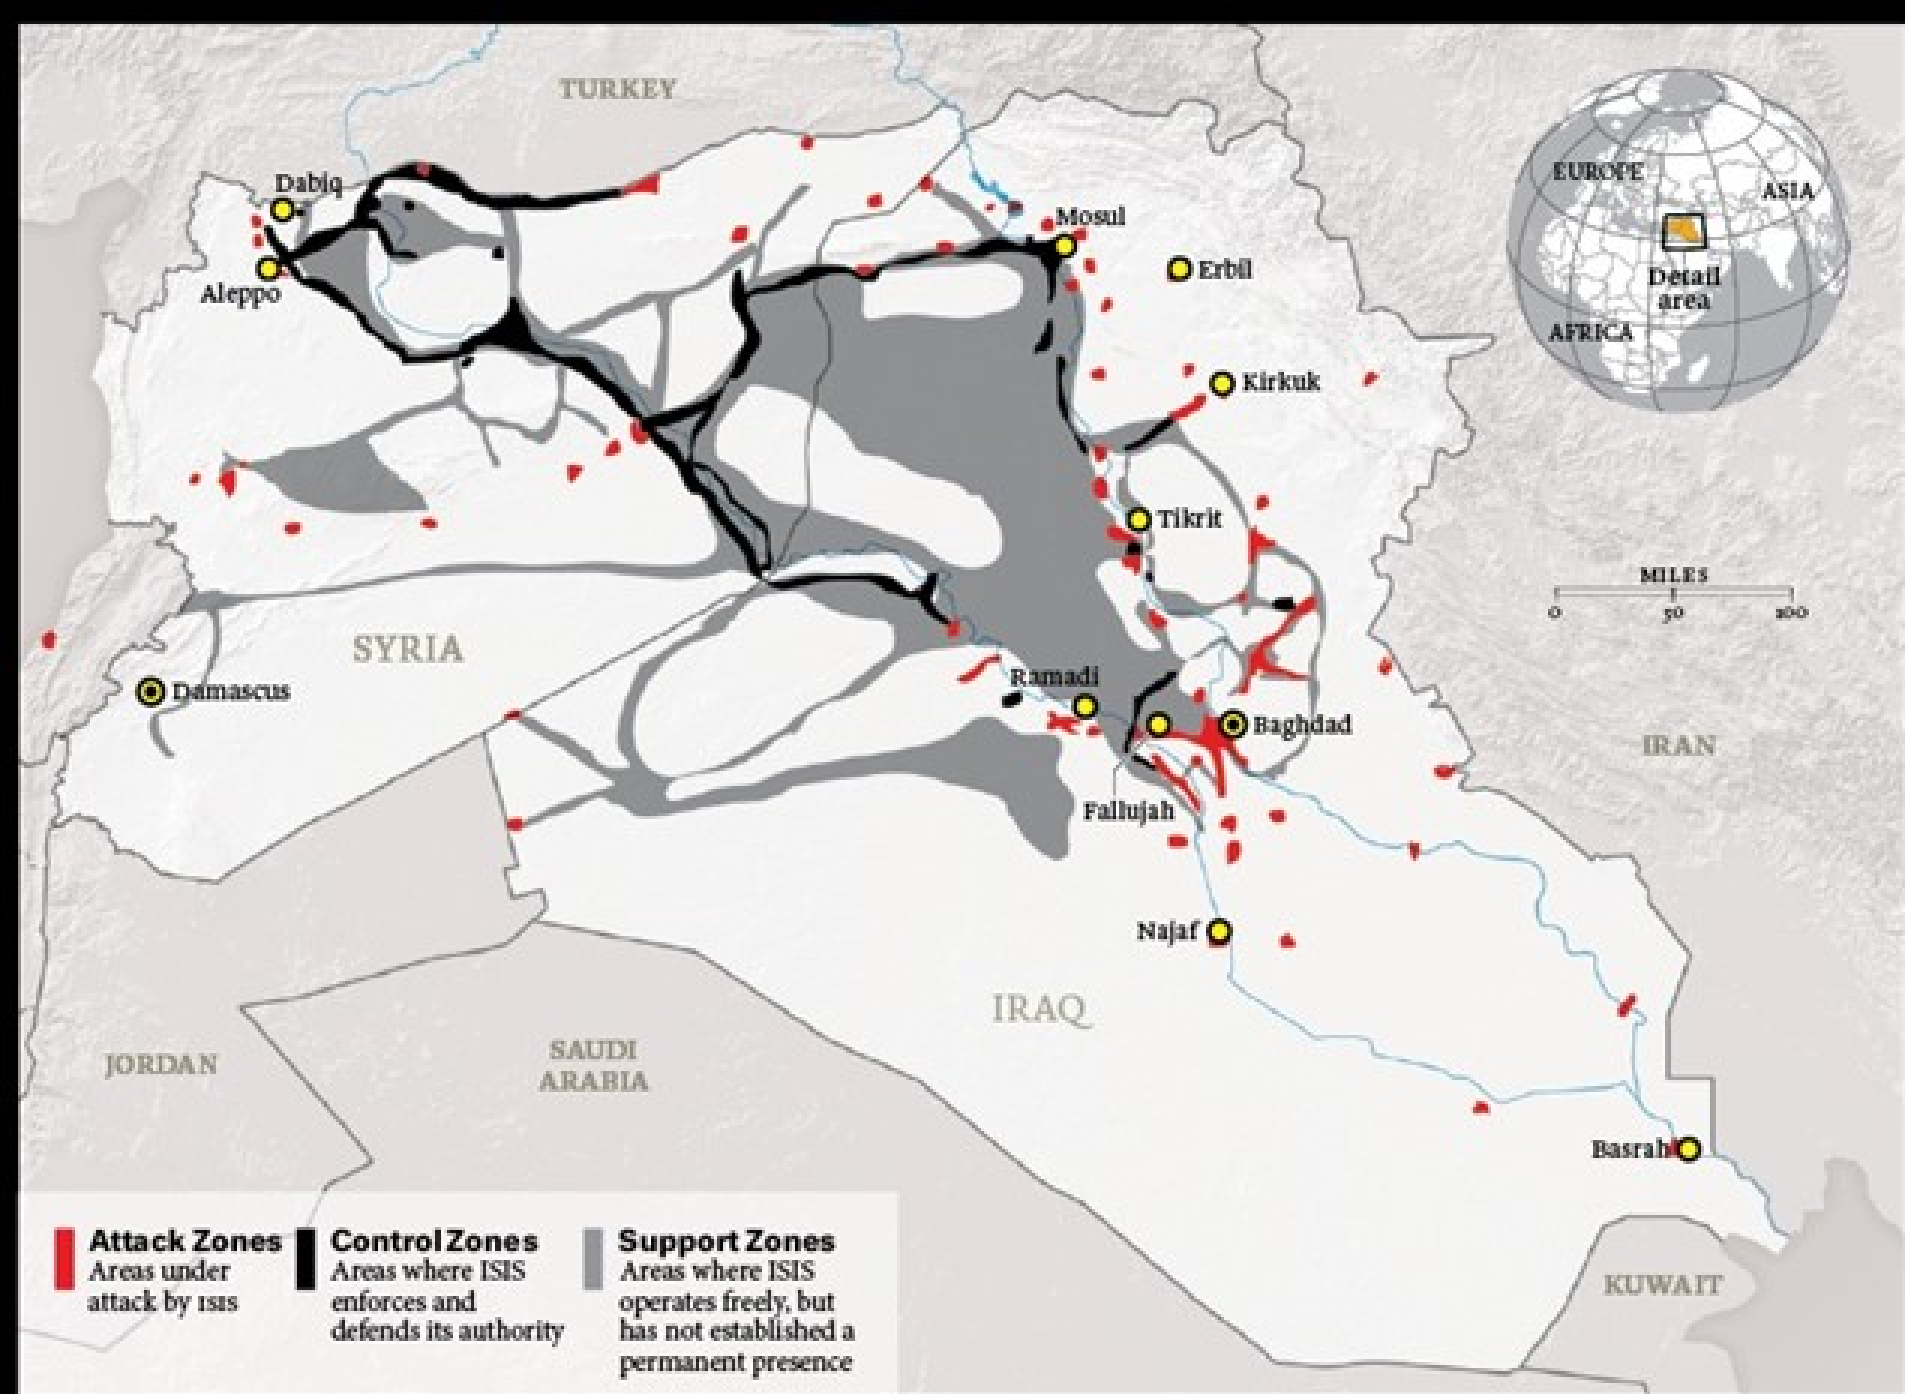 TURKEY
EUROPE
ASIA
Dabiq
Mosul
Erbil
Detail
area
Aleppo
AFRICA
Kirkuk
Tikrit
MILES
0 50 100
SYRIA
Ramadi
Damascus
Baghdad
IRAN
Fallujah
Najaf
IRAQ
JORDAN
SAUDI
ARABIA
Basrah
KUWAIT
Attack Zones
Areas under
attack by ISIS
Control Zones
Areas where ISIS
enforces and
defends its authority
Support Zones
Areas where ISIS
operates freely, but
has not established a
permanent presence